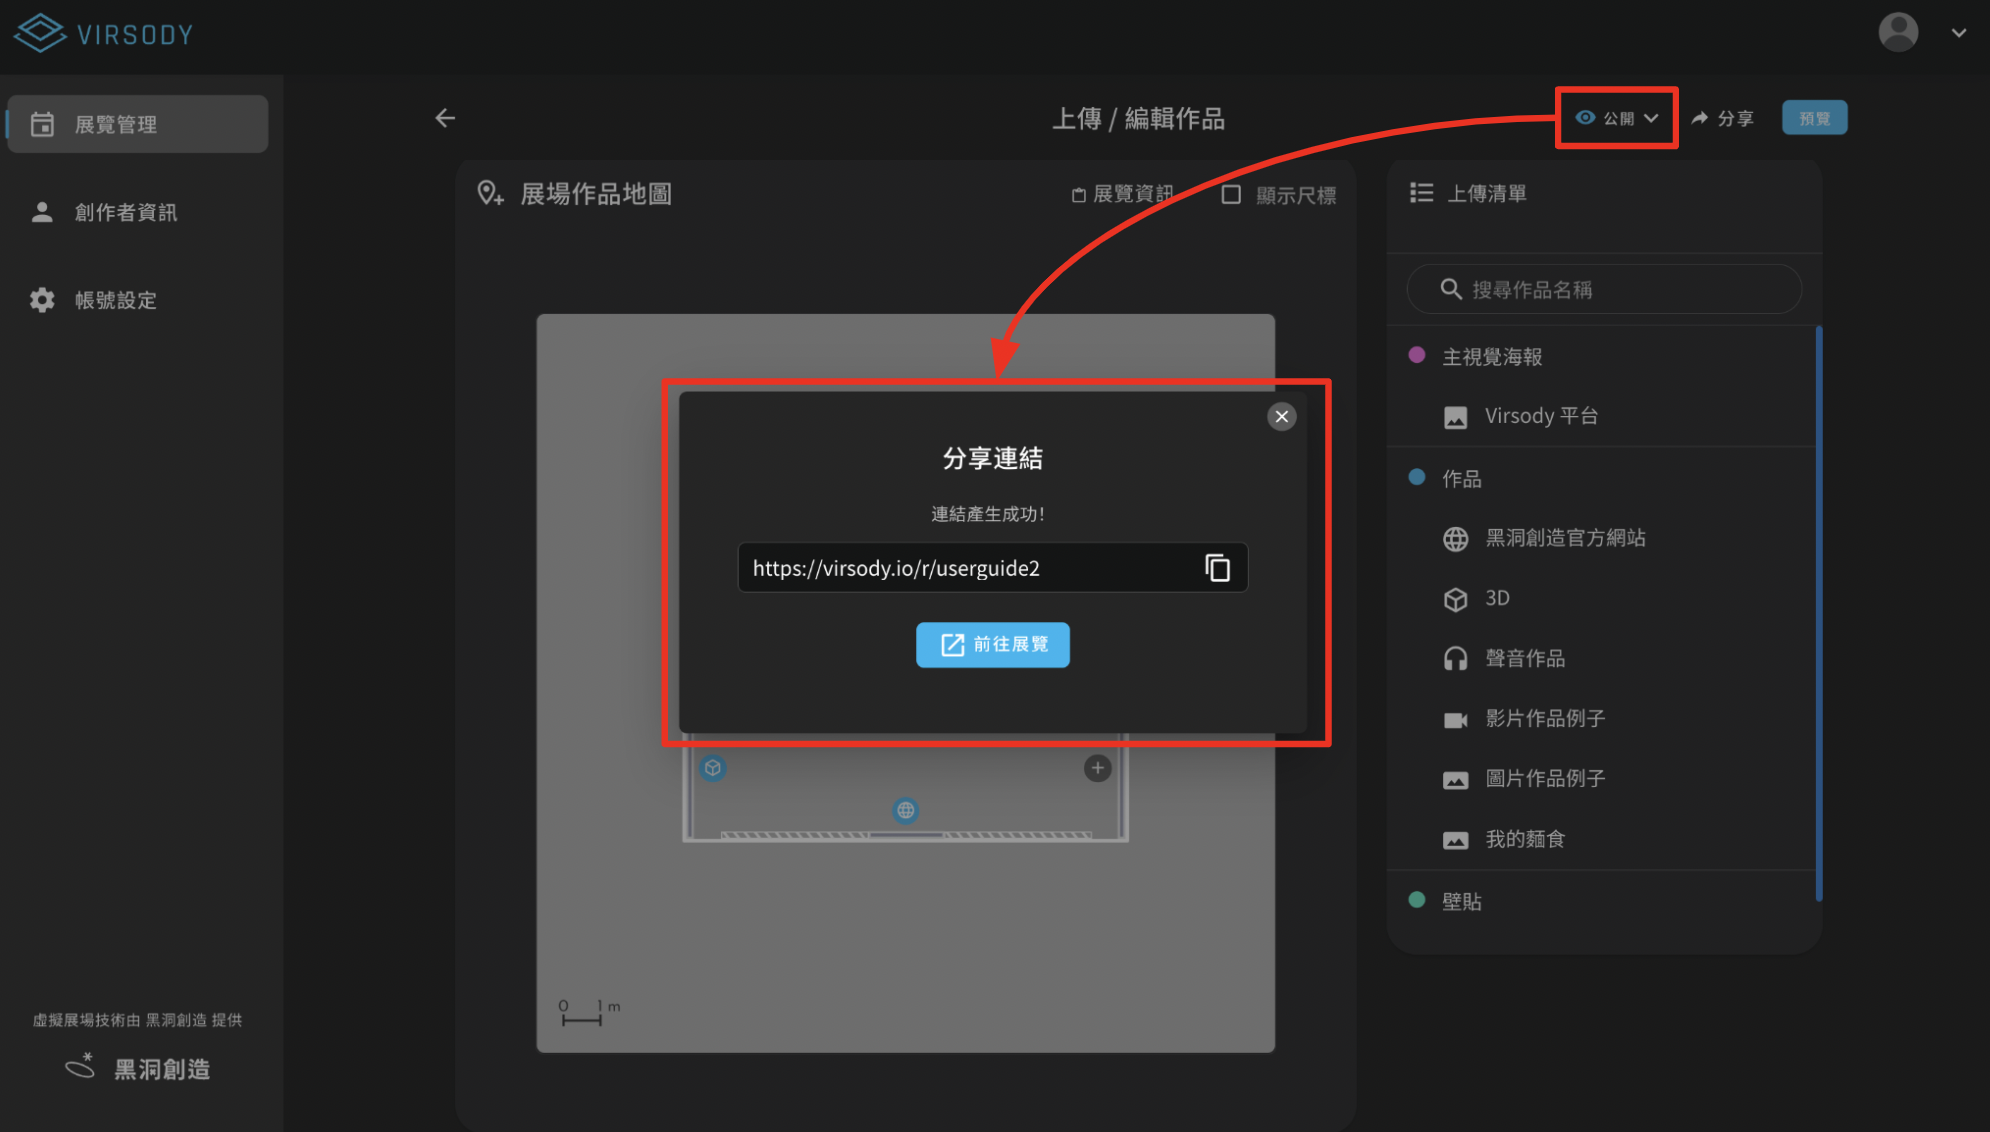 VIRSODY
展覽管理
創作者資訊
帳號設定
虛擬展場技術由 黑洞創造 提供
黑洞創造
上傳 / 編輯作品
公開
分享
預覽
展場作品地圖
展覽資訊
顯示尺標
分享連結
連結產生成功!
https://virsody.io/r/userguide2
前往展覽
0 1 m
上傳清單
搜尋作品名稱
主視覺海報
Virsody 平台
作品
黑洞創造官方網站
3D
聲音作品
影片作品例子
圖片作品例子
我的麵食
壁貼